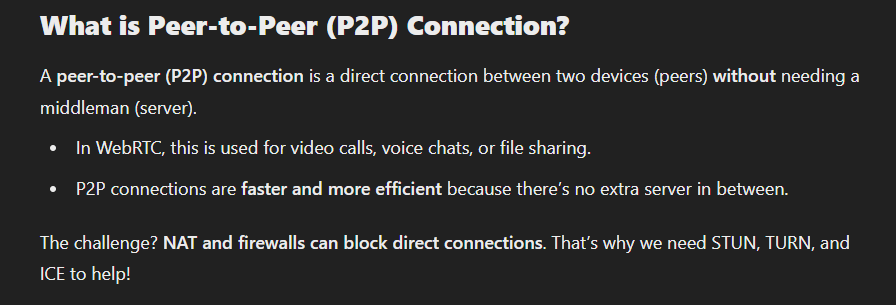 What is Peer-to-Peer (P2P) Connection?
A peer-to-peer (P2P) connection is a direct connection between two devices (peers) without needing a
middleman (server).
• In WebRTC, this is used for video calls, voice chats, or file sharing.
• P2P connections are faster and more efficient because there’s no extra server in between.
The challenge? NAT and firewalls can block direct connections. That’s why we need STUN, TURN, and
ICE to help!